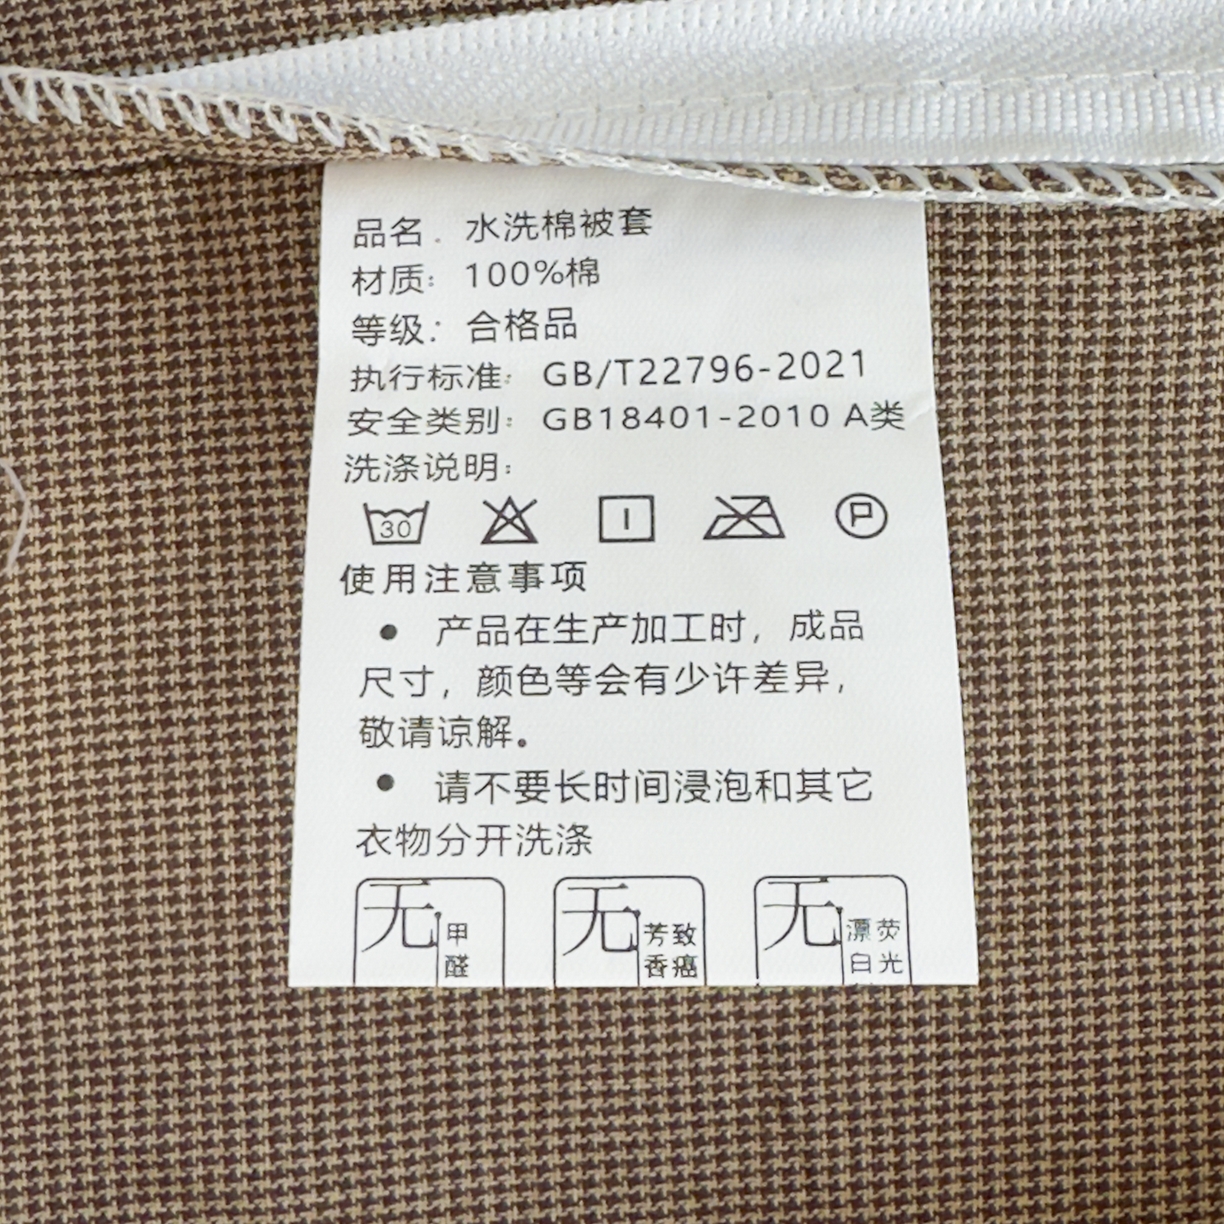 品名: 水洗棉被套
材质: 100%棉
等级: 合格品
执行标准: GB/T22796-2021
安全类别: GB18401-2010 A类
洗涤说明:
30 P
使用注意事项
● 产品在生产加工时，成品
尺寸，颜色等会有少许差异，
敬请谅解。
● 请不要长时间浸泡和其它
衣物分开洗涤
无甲醛 无芳香致癌 无漂白荧光